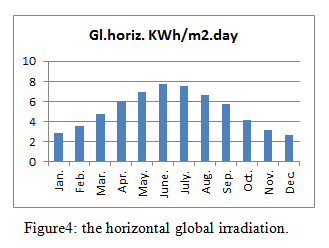 Gl.horiz. KWh/m2.day
10
8
6
4
2
0
Jan.
Feb.
Mar.
Apr.
May.
June.
July.
Aug.
Sep.
Oct.
Nov.
Dec.
Figure4: the horizontal global irradiation.